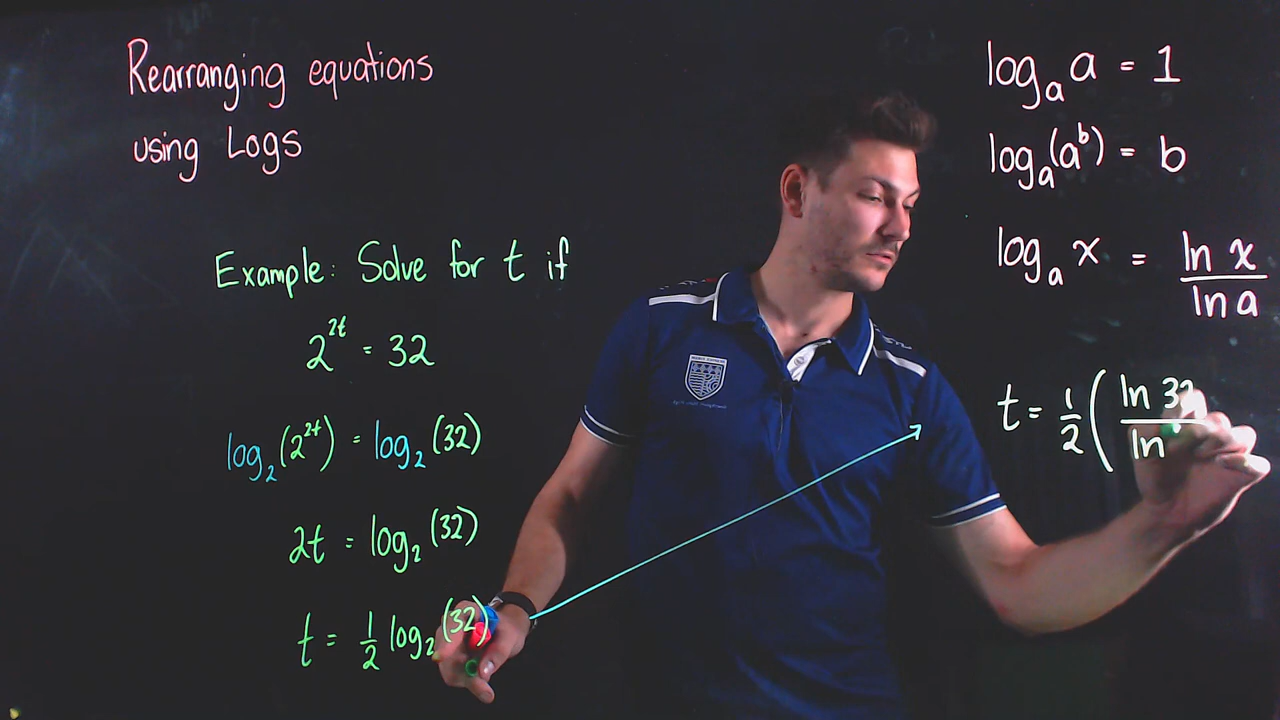 Rearranging equations
using Logs
Example: Solve for t if
2^{2t} = 32
log₂(2^{2t}) = log₂(32)
2t = log₂(32)
t = 1/2 log₂(32)
logₐ a = 1
logₐ(a^b) = b
logₐ x = ln x / ln a
t = 1/2 ( ln 32 / ln